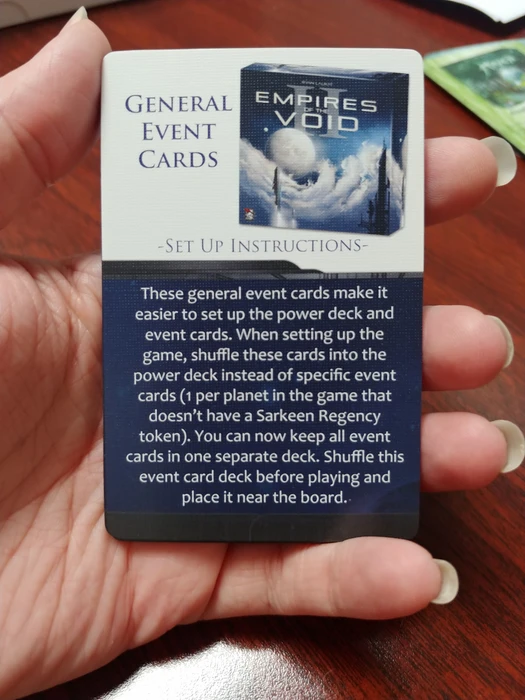 GENERAL
EVENT
CARDS
EMPIRES
OF THE
VOID
II
-SET UP INSTRUCTIONS-
These general event cards make it
easier to set up the power deck and
event cards. When setting up the
game, shuffle these cards into the
power deck instead of specific event
cards (1 per planet in the game that
doesn't have a Sarkeen Regency
token). You can now keep all event
cards in one separate deck. Shuffle this
event card deck before playing and
place it near the board.